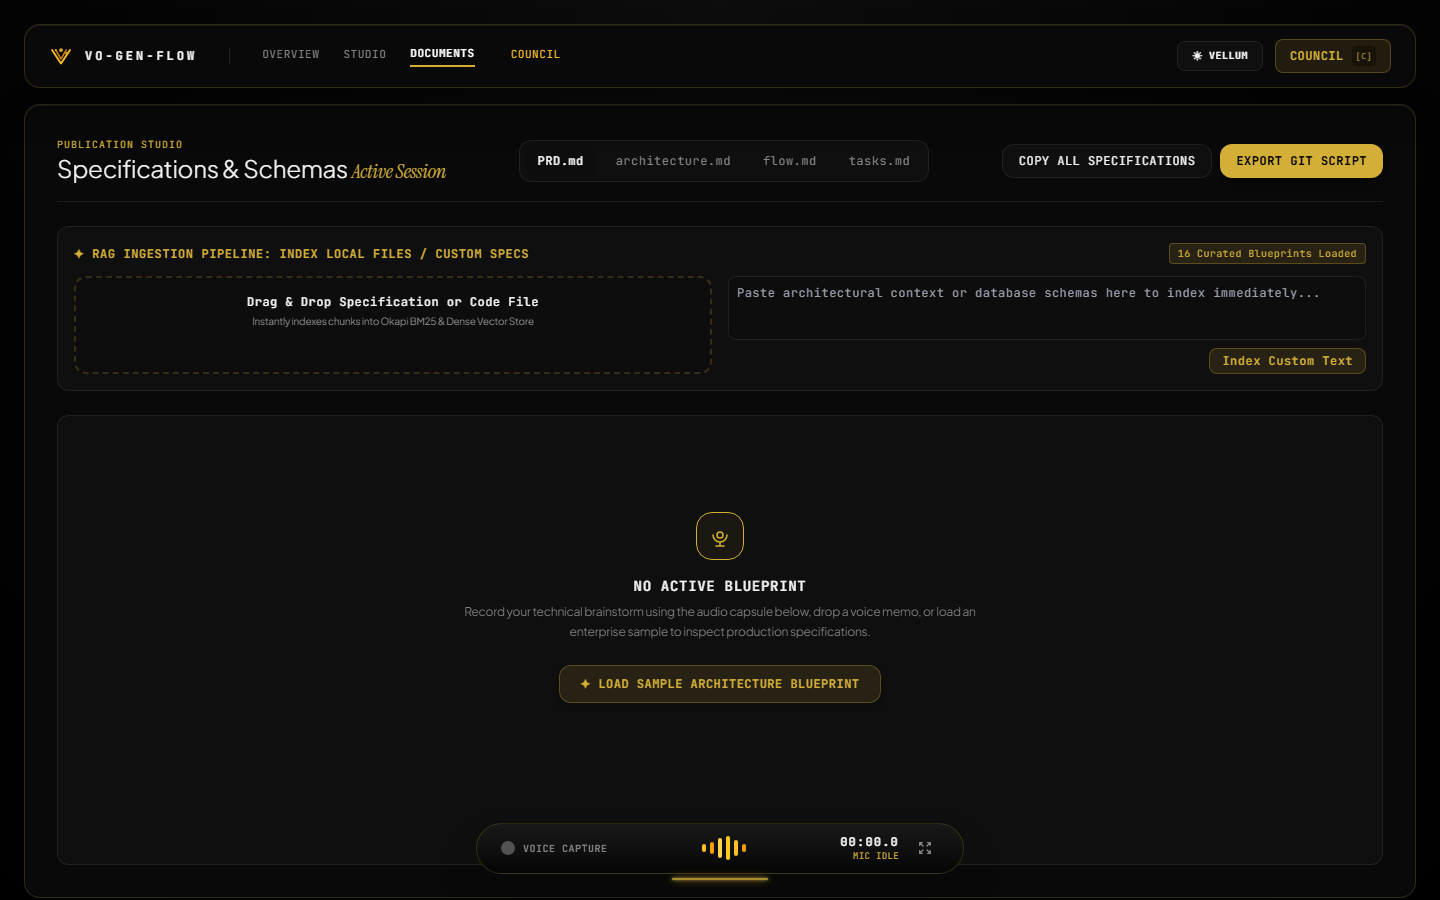 VO-GEN-FLOW
OVERVIEW STUDIO DOCUMENTS COUNCIL
VELLUM
COUNCIL [C]
PUBLICATION STUDIO
Specifications & Schemas Active Session
PRD.md architecture.md flow.md tasks.md
COPY ALL SPECIFICATIONS
EXPORT GIT SCRIPT
✦ RAG INGESTION PIPELINE: INDEX LOCAL FILES / CUSTOM SPECS
16 Curated Blueprints Loaded
Drag & Drop Specification or Code File
Instantly indexes chunks into Okapi BM25 & Dense Vector Store
Paste architectural context or database schemas here to index immediately...
Index Custom Text
NO ACTIVE BLUEPRINT
Record your technical brainstorm using the audio capsule below, drop a voice memo, or load an
enterprise sample to inspect production specifications.
✦ LOAD SAMPLE ARCHITECTURE BLUEPRINT
VOICE CAPTURE
00:00.0
MIC IDLE